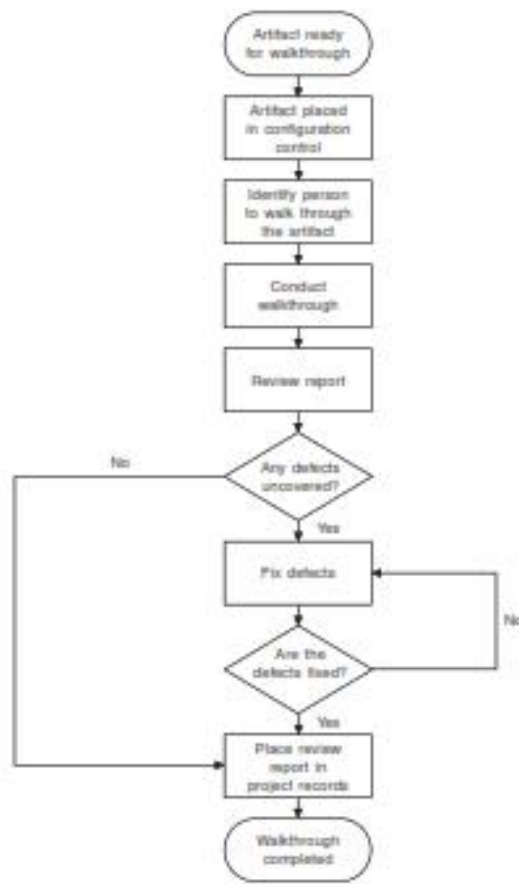 Artifact ready
for walkthrough
Artifact placed
in configuration
control
Identify person
to walk through
the artifact
Conduct
walkthrough
Review report
Any defects
uncovered?
No
Yes
Fix defects
No
Are the
defects fixed?
Yes
Place review
report in
project records
Walkthrough
completed